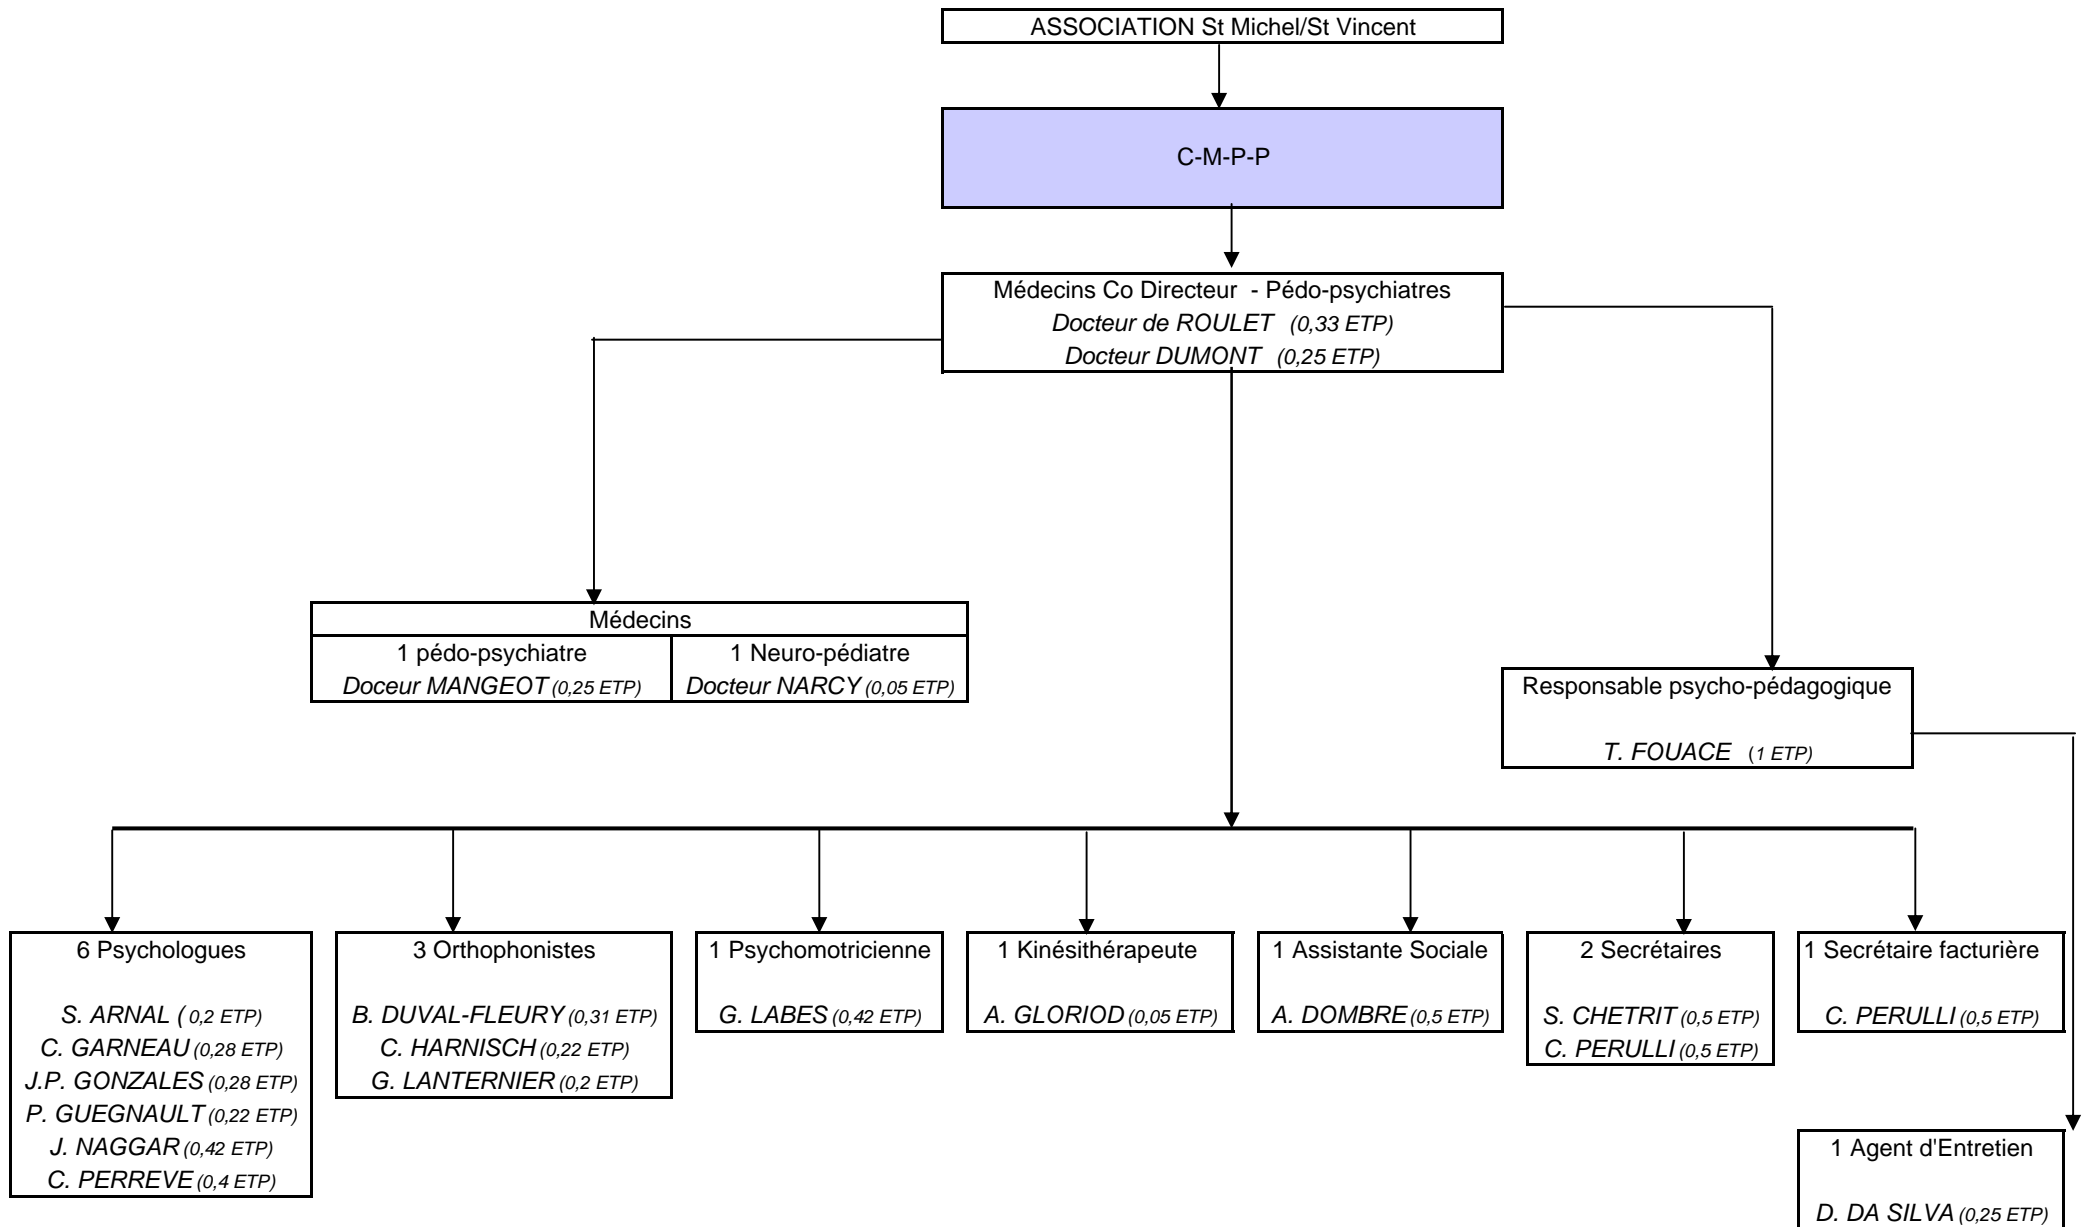 ASSOCIATION St Michel/St Vincent
C-M-P-P
Médecins Co Directeur - Pédo-psychiatres
Docteur de ROULET (0,33 ETP)
Docteur DUMONT (0,25 ETP)
Médecins
1 pédo-psychiatre
Doceur MANGEOT (0,25 ETP)
1 Neuro-pédiatre
Docteur NARCY (0,05 ETP)
Responsable psycho-pédagogique
T. FOUACE (1 ETP)
6 Psychologues
S. ARNAL ( 0,2 ETP)
C. GARNEAU (0,28 ETP)
J.P. GONZALES (0,28 ETP)
P. GUEGNAULT (0,22 ETP)
J. NAGGAR (0,42 ETP)
C. PERREVE (0,4 ETP)
3 Orthophonistes
B. DUVAL-FLEURY (0,31 ETP)
C. HARNISCH (0,22 ETP)
G. LANTERNIER (0,2 ETP)
1 Psychomotricienne
G. LABES (0,42 ETP)
1 Kinésithérapeute
A. GLORIOD (0,05 ETP)
1 Assistante Sociale
A. DOMBRE (0,5 ETP)
2 Secrétaires
S. CHETRIT (0,5 ETP)
C. PERULLI (0,5 ETP)
1 Secrétaire facturière
C. PERULLI (0,5 ETP)
1 Agent d'Entretien
D. DA SILVA (0,25 ETP)